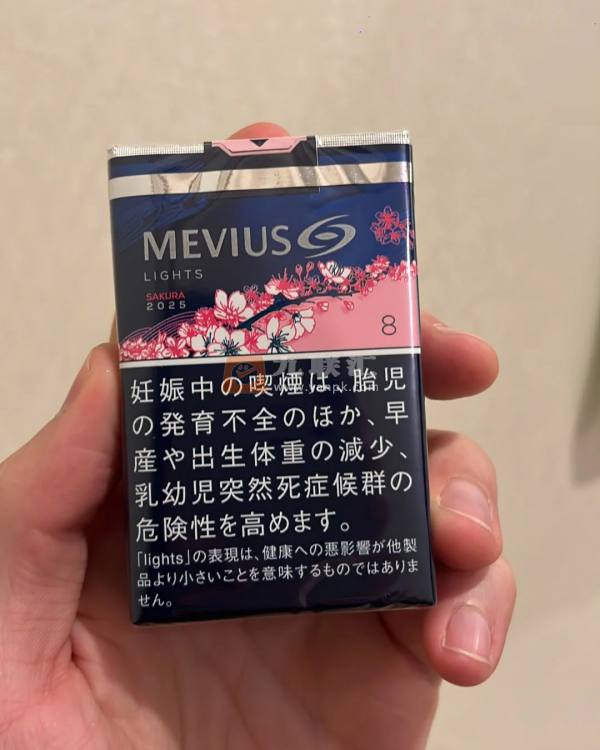 MEVIUS
LIGHTS
SAKURA
2025
8
www.yanpk.com
妊娠中の喫煙は、胎児
の発育不全のほか、早
産や出生体重の減少、
乳幼児突然死症候群の
危険性を高めます。
「lights」の表現は、健康への悪影響が他製
品より小さいことを意味するものではありま
せん。